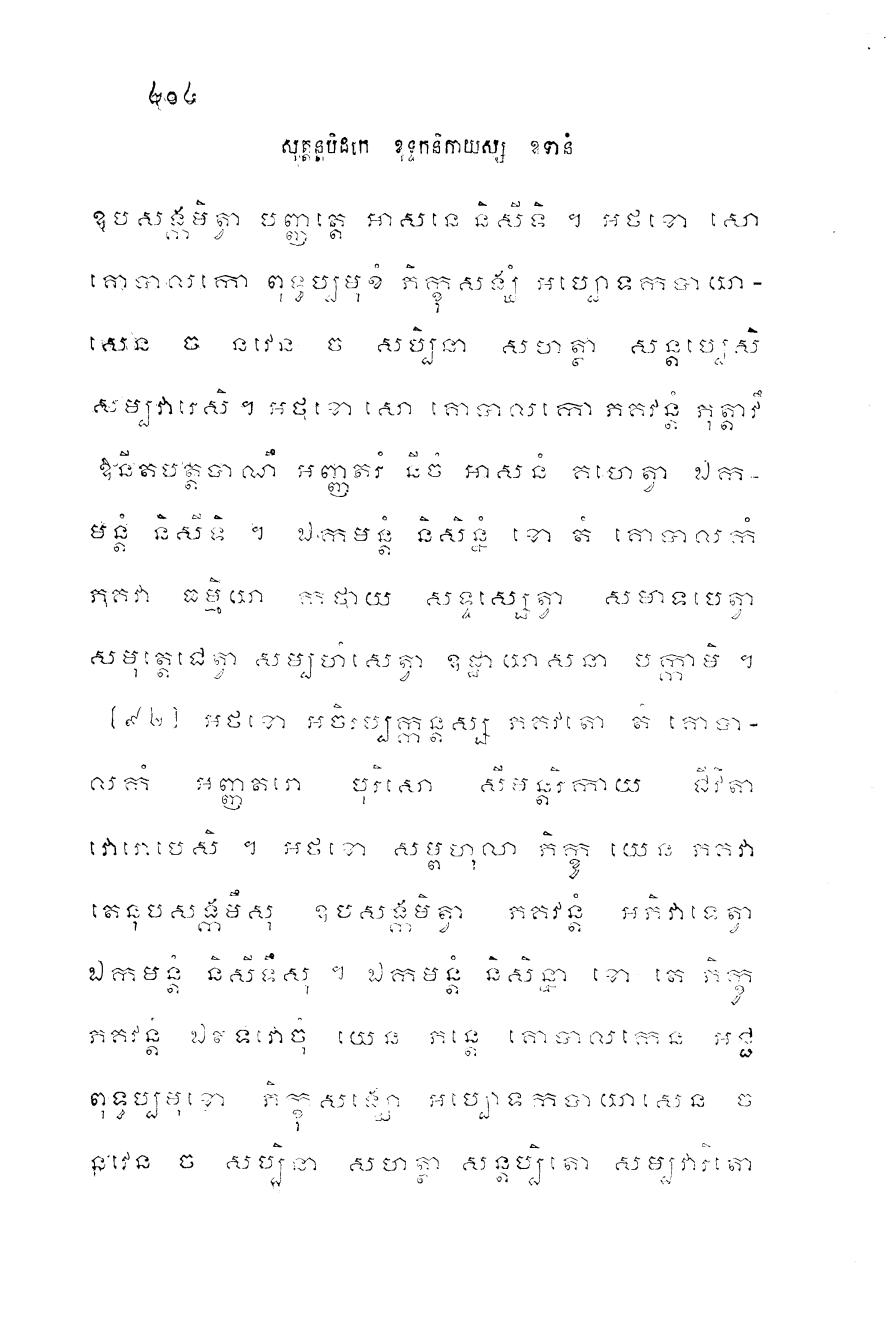 ២១៤
សុត្តន្តបិដកេ ខុទ្ទកនិកាយស្ស ឧទានំ
ឧបសង្កមិត្វា បញ្ញត្តេ អាសនេ និសីទិ ។ អថខោ សោ
គោបាលកោ ពុទ្ធប្បមុខំ ភិក្ខុសង្ឃំ អប្បោទកបាយា-
សេន ច នវេន ច សប្បិនា សហត្ថា សន្តប្បេសិ
សម្បវារេសិ ។ អថខោ សោ គោបាលកោ ភគវន្តំ ភុត្តាវឹ
ឱនីតបត្តបាណឹ អញ្ញតរំ នីចំ អាសនំ គហេត្វា ឯក-
មន្តំ និសីទិ ។ ឯកមន្តំ និសិន្នំ ខោ តំ គោបាលកំ
ភគវា ធម្មិយា កថាយ សន្ទស្សេត្វា សមាទបេត្វា
សមុត្តេជេត្វា សម្បហំសេត្វា ឧដ្ឋាយាសនា បក្កាមិ ។
[៩២] អថខោ អចិរប្បក្កន្តស្ស ភគវតោ តំ គោបា-
លកំ អញ្ញតរោ បុរិសោ សីមន្តរិកាយ ជីវិតា
វោរោបេសិ ។ អថខោ សម្ពហុលា ភិក្ខូ យេន ភគវា
តេនុបសង្កមឹសុ ឧបសង្កមិត្វា ភគវន្តំ អភិវាទេត្វា
ឯកមន្តំ និសីទឹសុ ។ ឯកមន្តំ និសិន្នា ខោ តេ ភិក្ខូ
ភគវន្តំ ឯតទវោចុំ យេន ភន្តេ គោបាលកេន អជ្ជ
ពុទ្ធប្បមុខោ ភិក្ខុសង្ឃោ អប្បោទកបាយាសេន ច
នវេន ច សប្បិនា សហត្ថា សន្តប្បិតោ សម្បវារិតោ